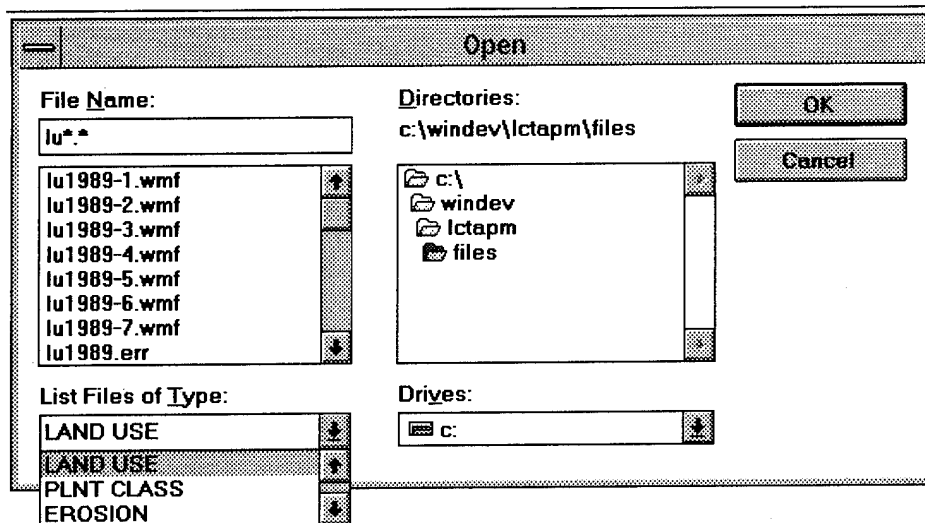 Open
File Name:
lu*.*
lu1989-1.wmf
lu1989-2.wmf
lu1989-3.wmf
lu1989-4.wmf
lu1989-5.wmf
lu1989-6.wmf
lu1989-7.wmf
lu1989.err
List Files of Type:
LAND USE
LAND USE
PLNT CLASS
EROSION
Directories:
c:\windev\lctapm\files
c:\
windev
lctapm
files
Drives:
c:
OK
Cancel